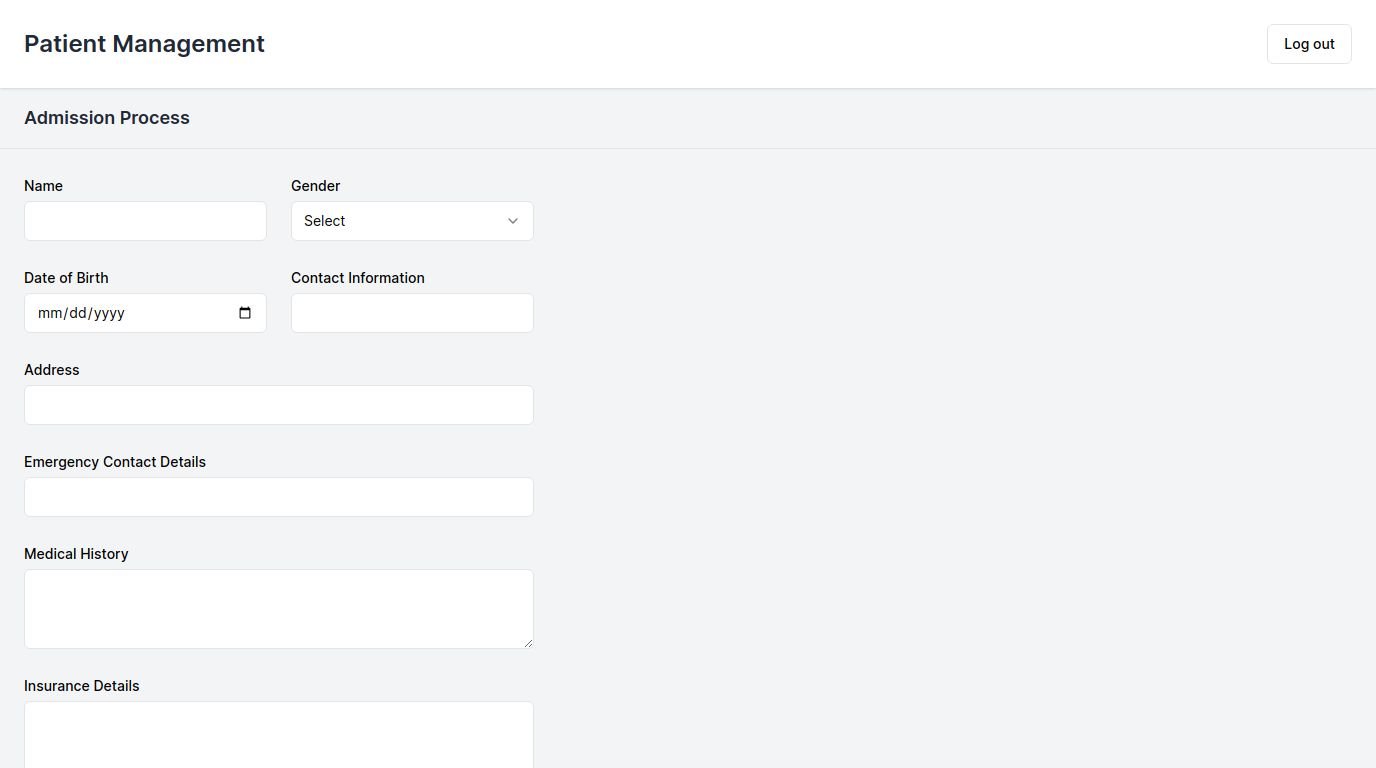 Patient Management
Log out
Admission Process
Name
Gender
Select
Date of Birth
Contact Information
mm/dd/yyyy
Address
Emergency Contact Details
Medical History
Insurance Details